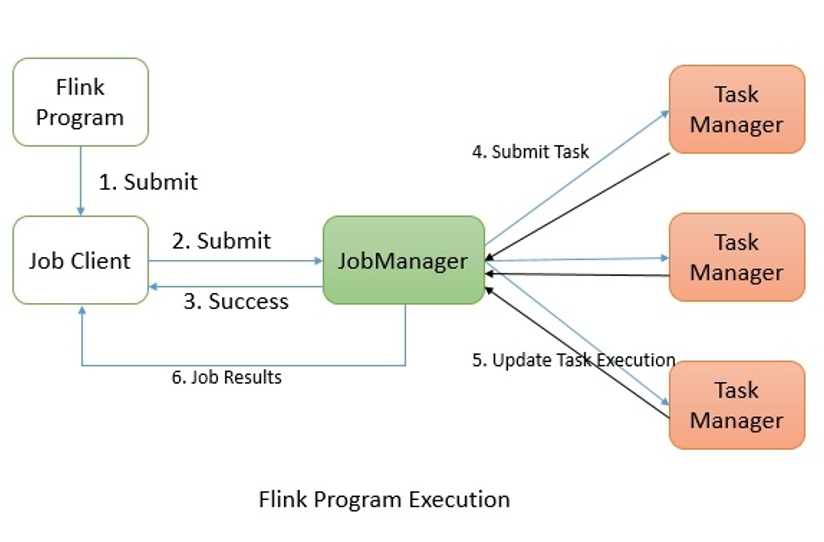 Flink
Program
1. Submit
Job Client
2. Submit
3. Success
JobManager
4. Submit Task
5. Update Task Execution
6. Job Results
Task
Manager
Task
Manager
Task
Manager
Flink Program Execution